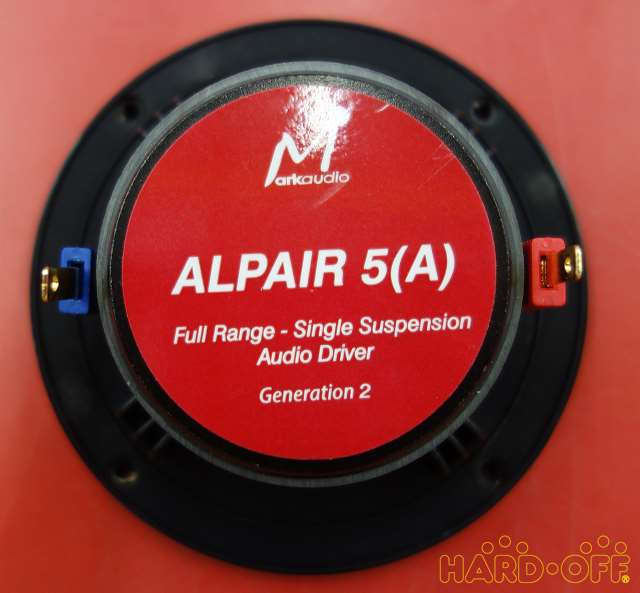 Markaudio
ALPAIR 5(A)
Full Range - Single Suspension
Audio Driver
Generation 2
HARD·OFF®